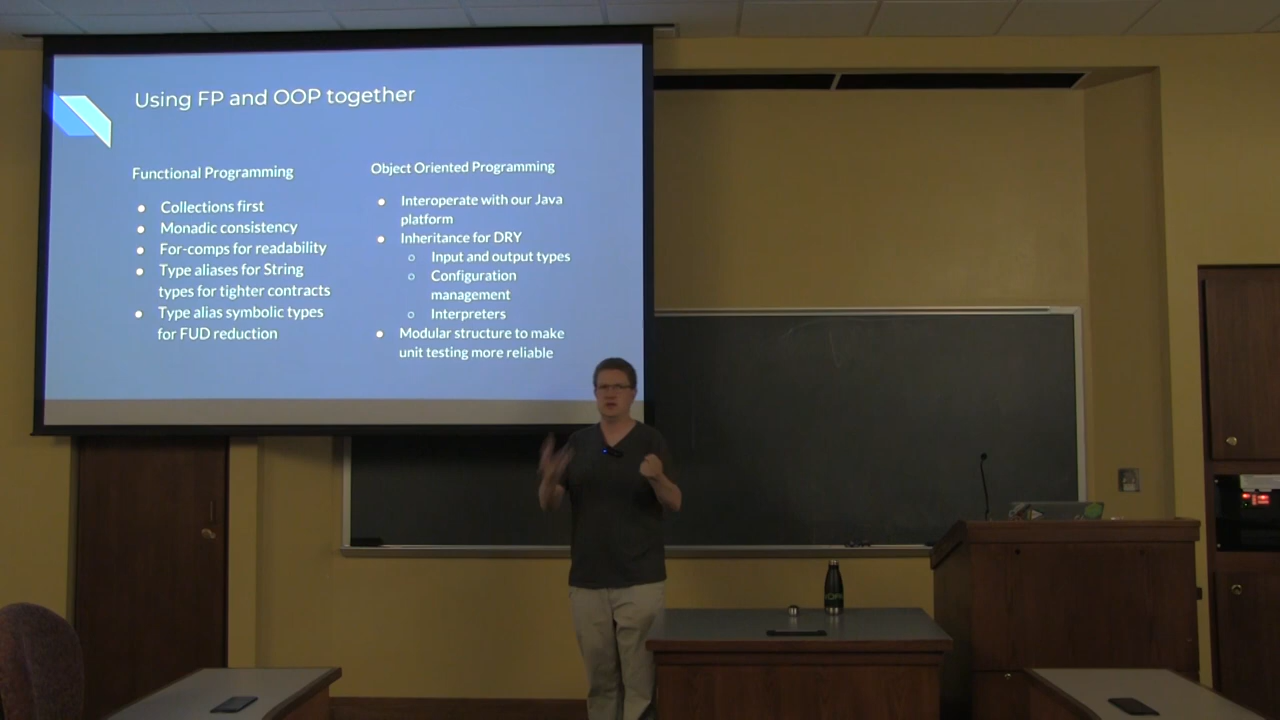 Using FP and OOP together
Functional Programming
Collections first
Monadic consistency
For-comps for readability
Type aliases for String
types for tighter contracts
Type alias symbolic types
for FUD reduction
Object Oriented Programming
Interoperate with our Java
platform
Inheritance for DRY
Input and output types
Configuration
management
Interpreters
Modular structure to make
unit testing more reliable